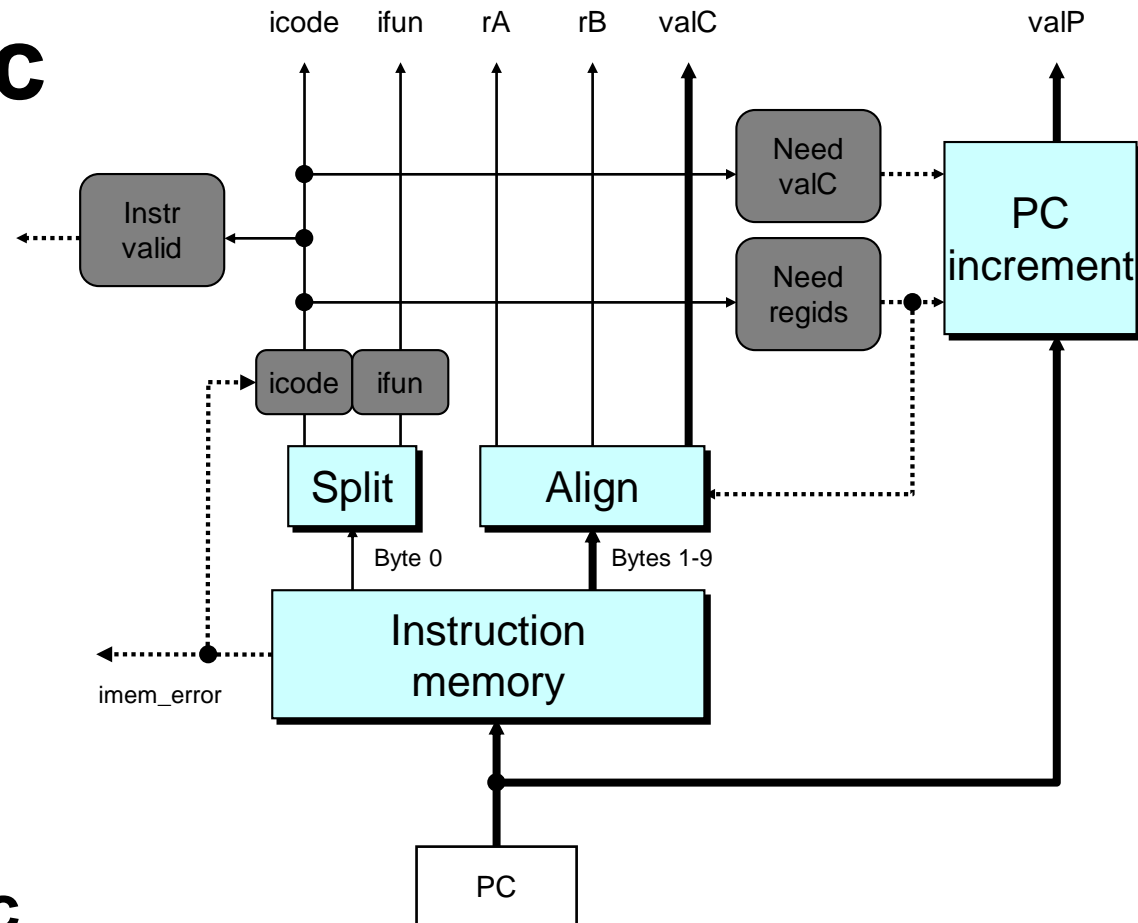 icode ifun rA rB valC valP
c
Need
valC
Instr
valid
PC
increment
Need
regids
icode ifun
Split
Align
Byte 0
Bytes 1-9
Instruction
memory
imem_error
PC
c